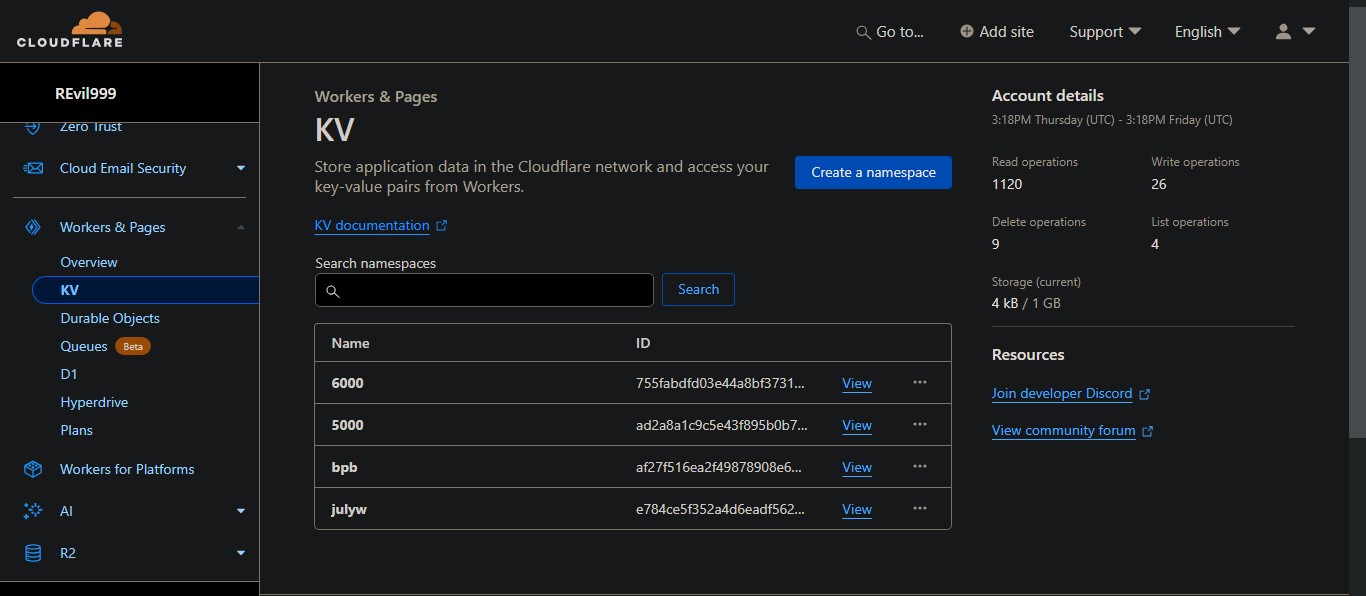 CLOUDFLARE
Go to...
Add site
Support
English
REvil999
Zero Trust
Cloud Email Security
Workers & Pages
Overview
KV
Durable Objects
Queues Beta
D1
Hyperdrive
Plans
Workers for Platforms
AI
R2
Workers & Pages
KV
Store application data in the Cloudflare network and access your
key-value pairs from Workers.
Create a namespace
KV documentation
Search namespaces
Search
Name ID
6000 755fabdfd03e44a8bf3731... View ...
5000 ad2a8a1c9c5e43f895b0b7... View ...
bpb af27f516ea2f49878908e6... View ...
julyw e784ce5f352a4d6eadf562... View ...
Account details
3:18PM Thursday (UTC) - 3:18PM Friday (UTC)
Read operations Write operations
1120 26
Delete operations List operations
9 4
Storage (current)
4 kB / 1 GB
Resources
Join developer Discord
View community forum